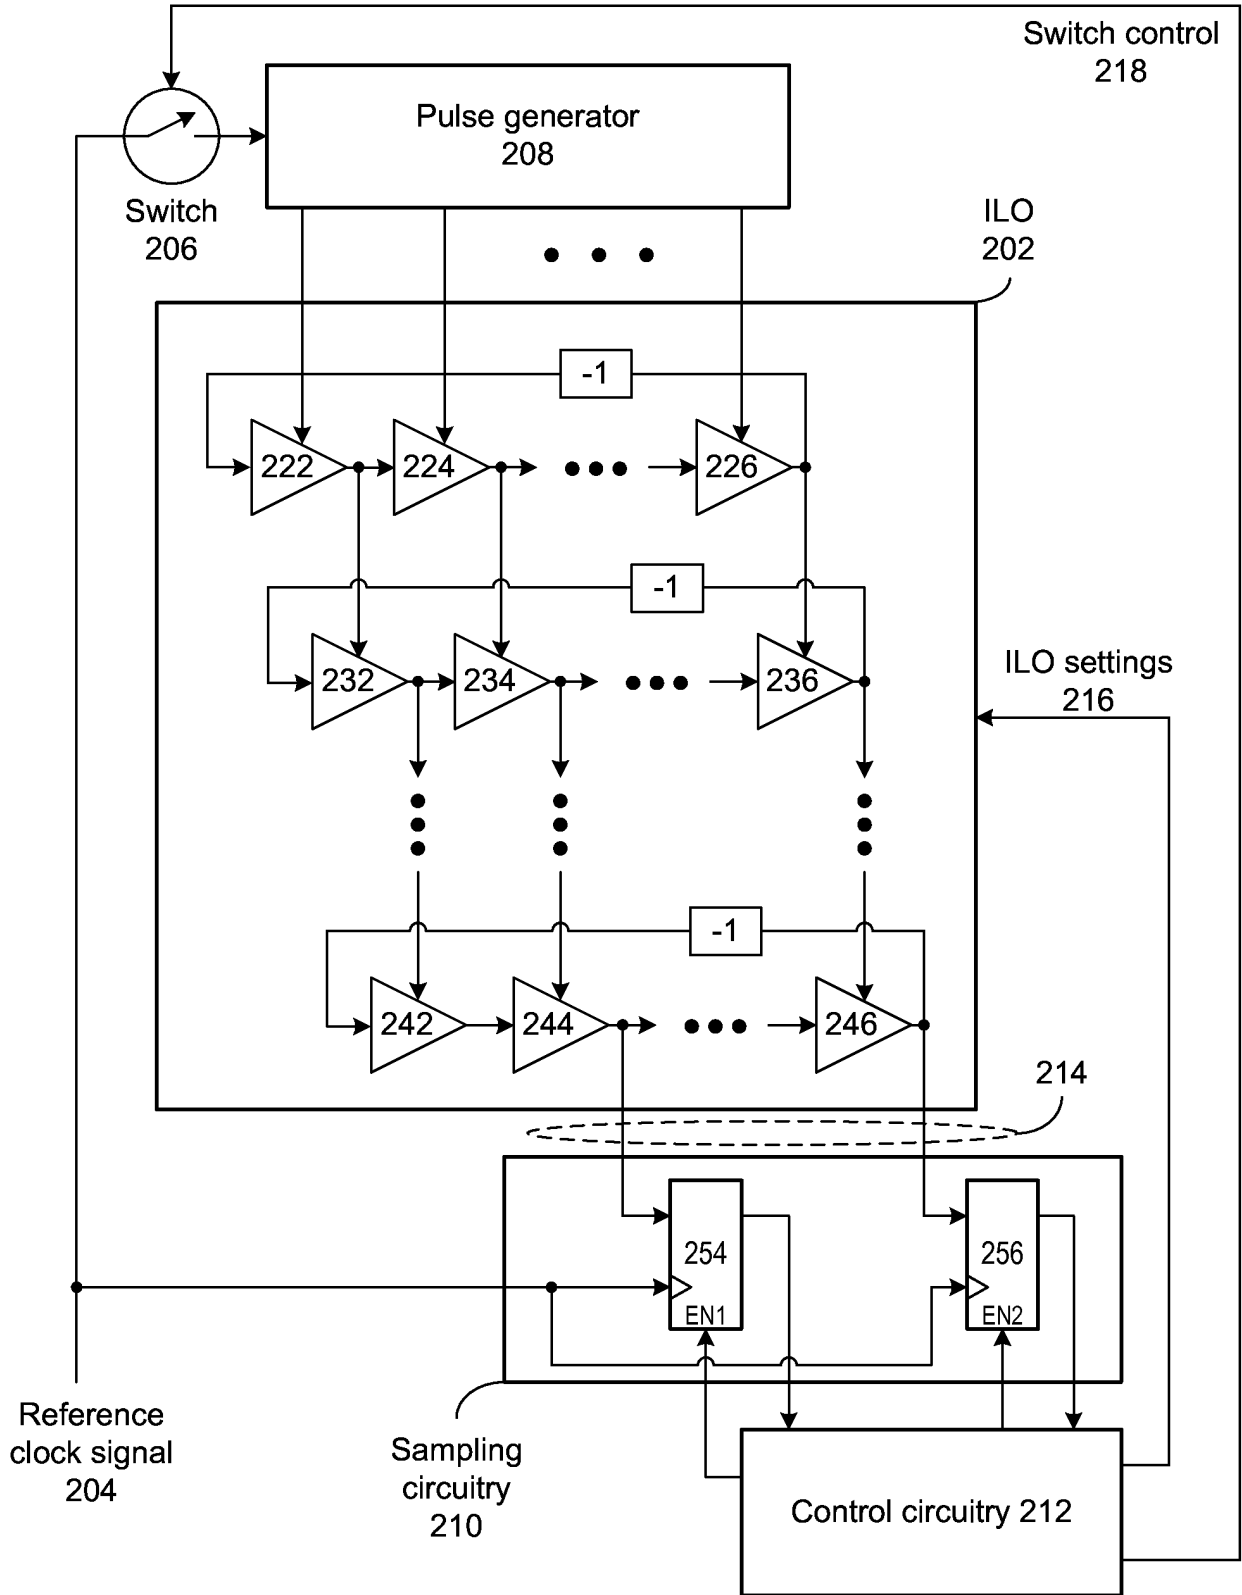 Switch control
218
Pulse generator
208
Switch
206
ILO
202
-1
222
224
226
-1
232
234
236
ILO settings
216
-1
242
244
246
214
254
EN1
256
EN2
Reference
clock signal
204
Sampling
circuitry
210
Control circuitry 212